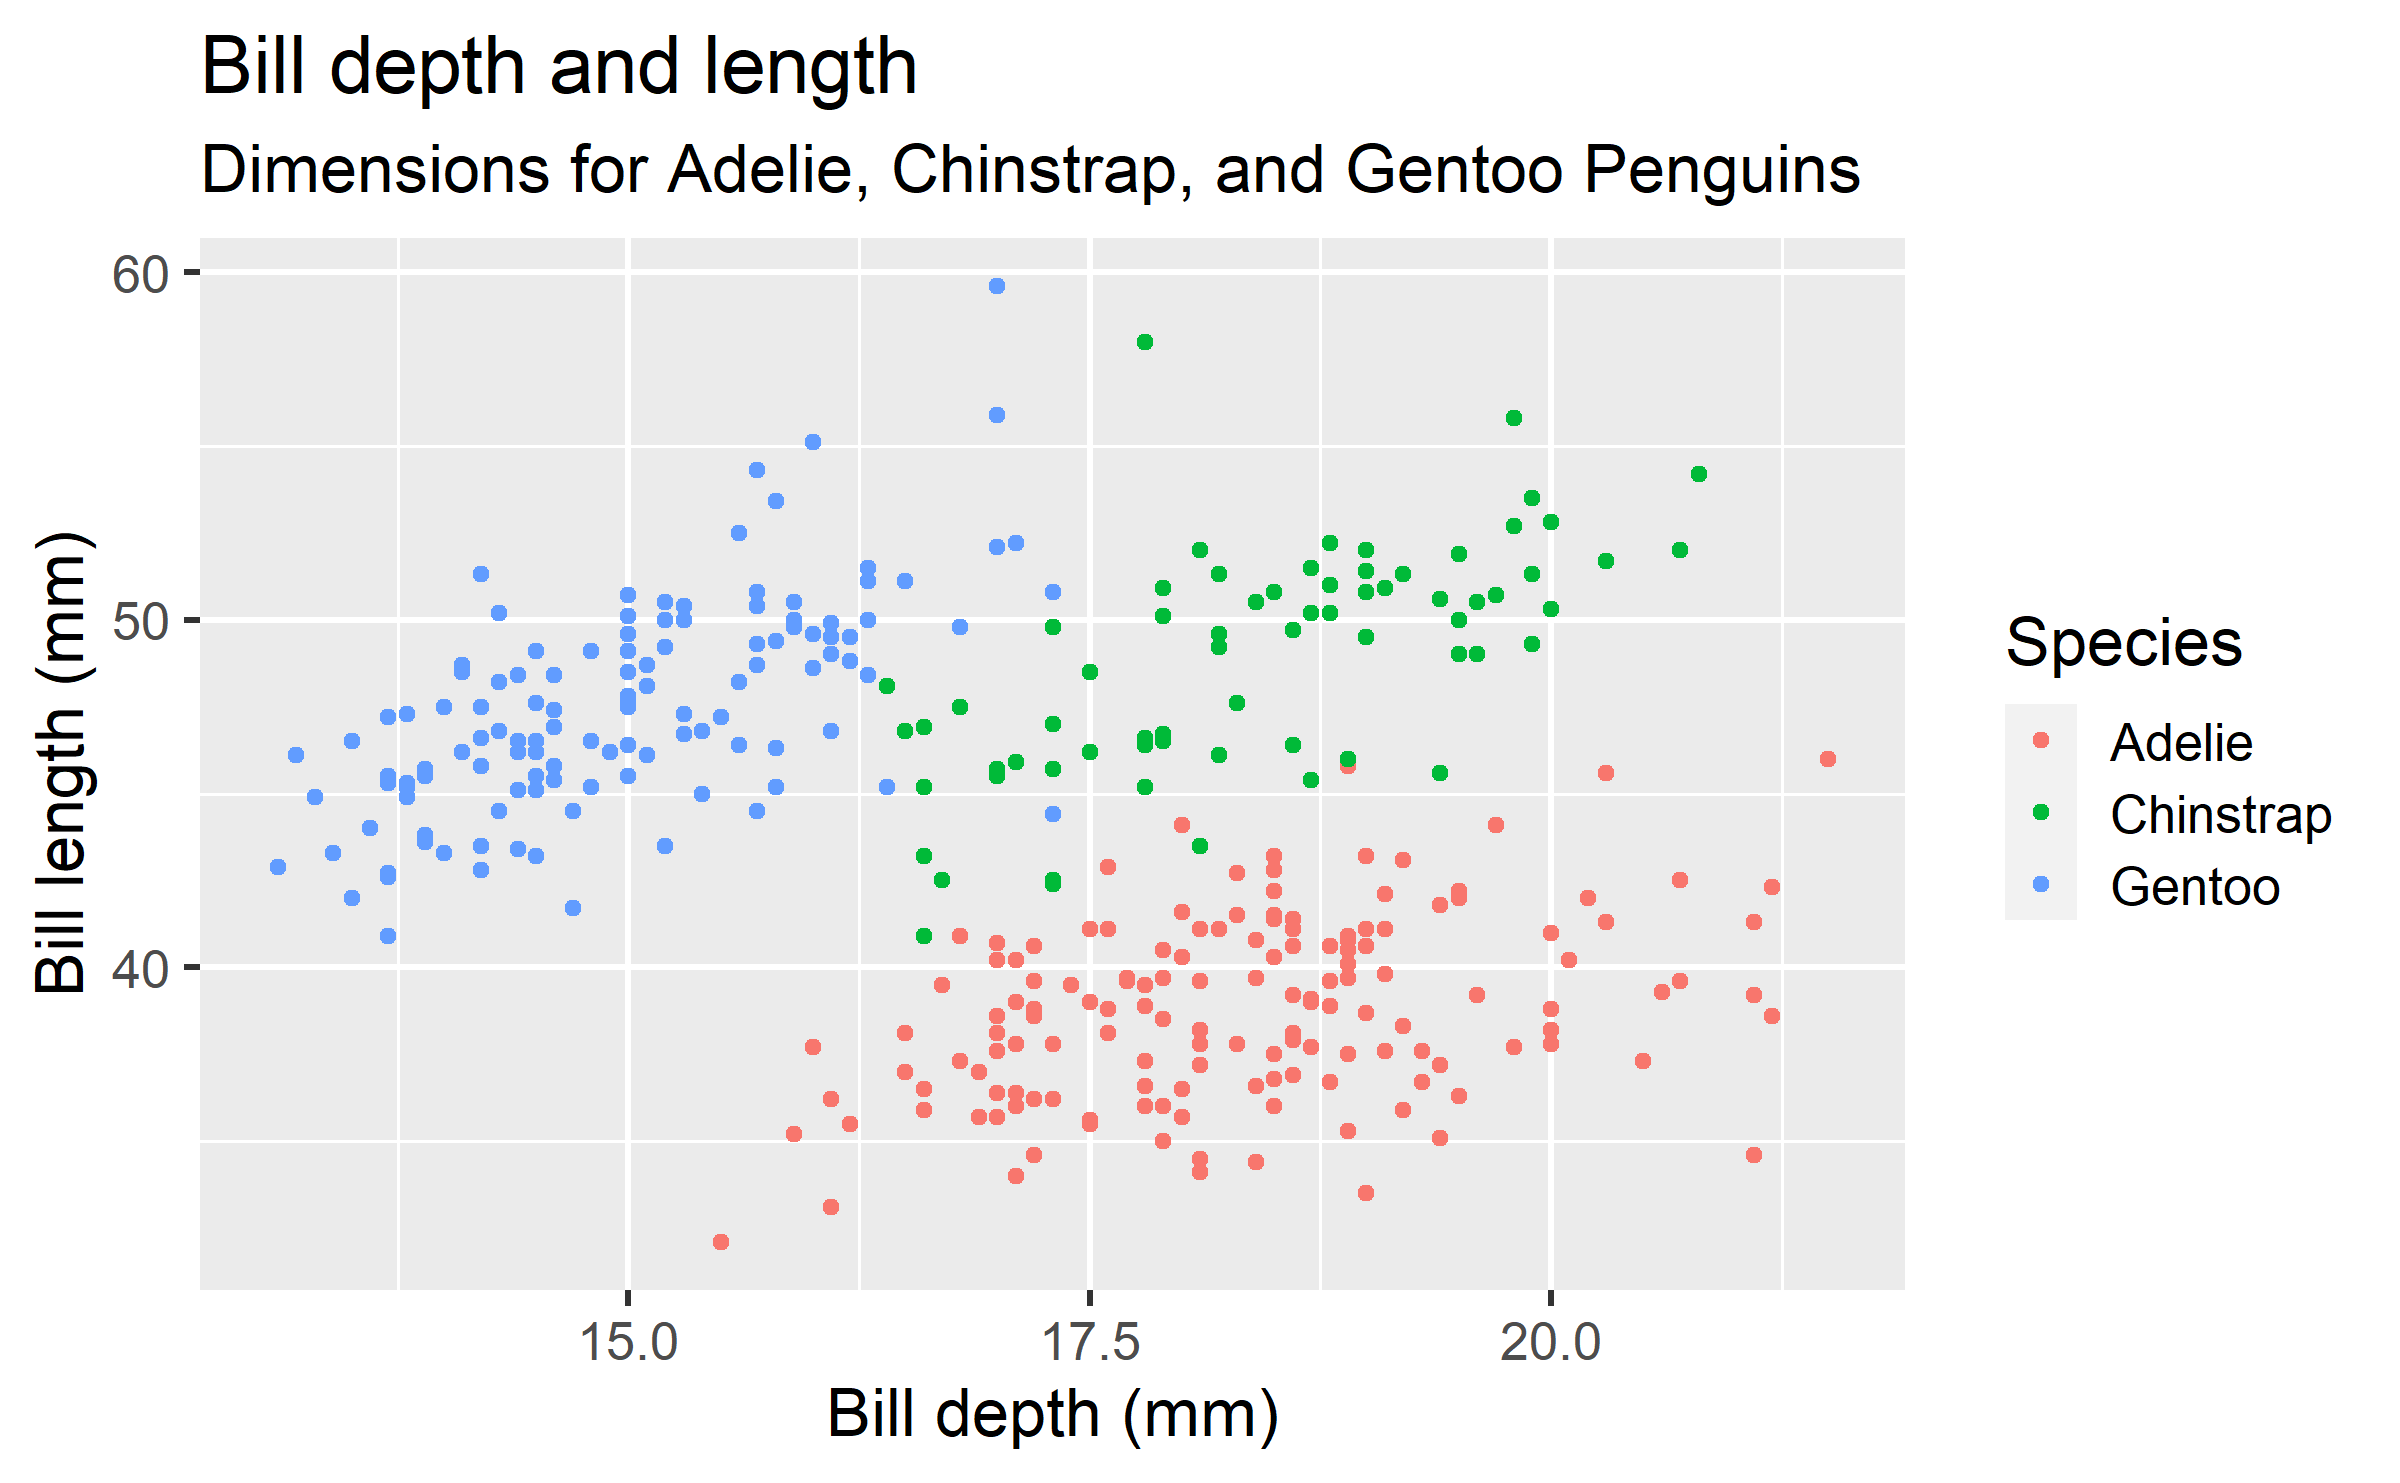 Bill depth and length
Dimensions for Adelie, Chinstrap, and Gentoo Penguins
60
50
40
Bill length (mm)
15.0
17.5
20.0
Bill depth (mm)
Species
Adelie
Chinstrap
Gentoo